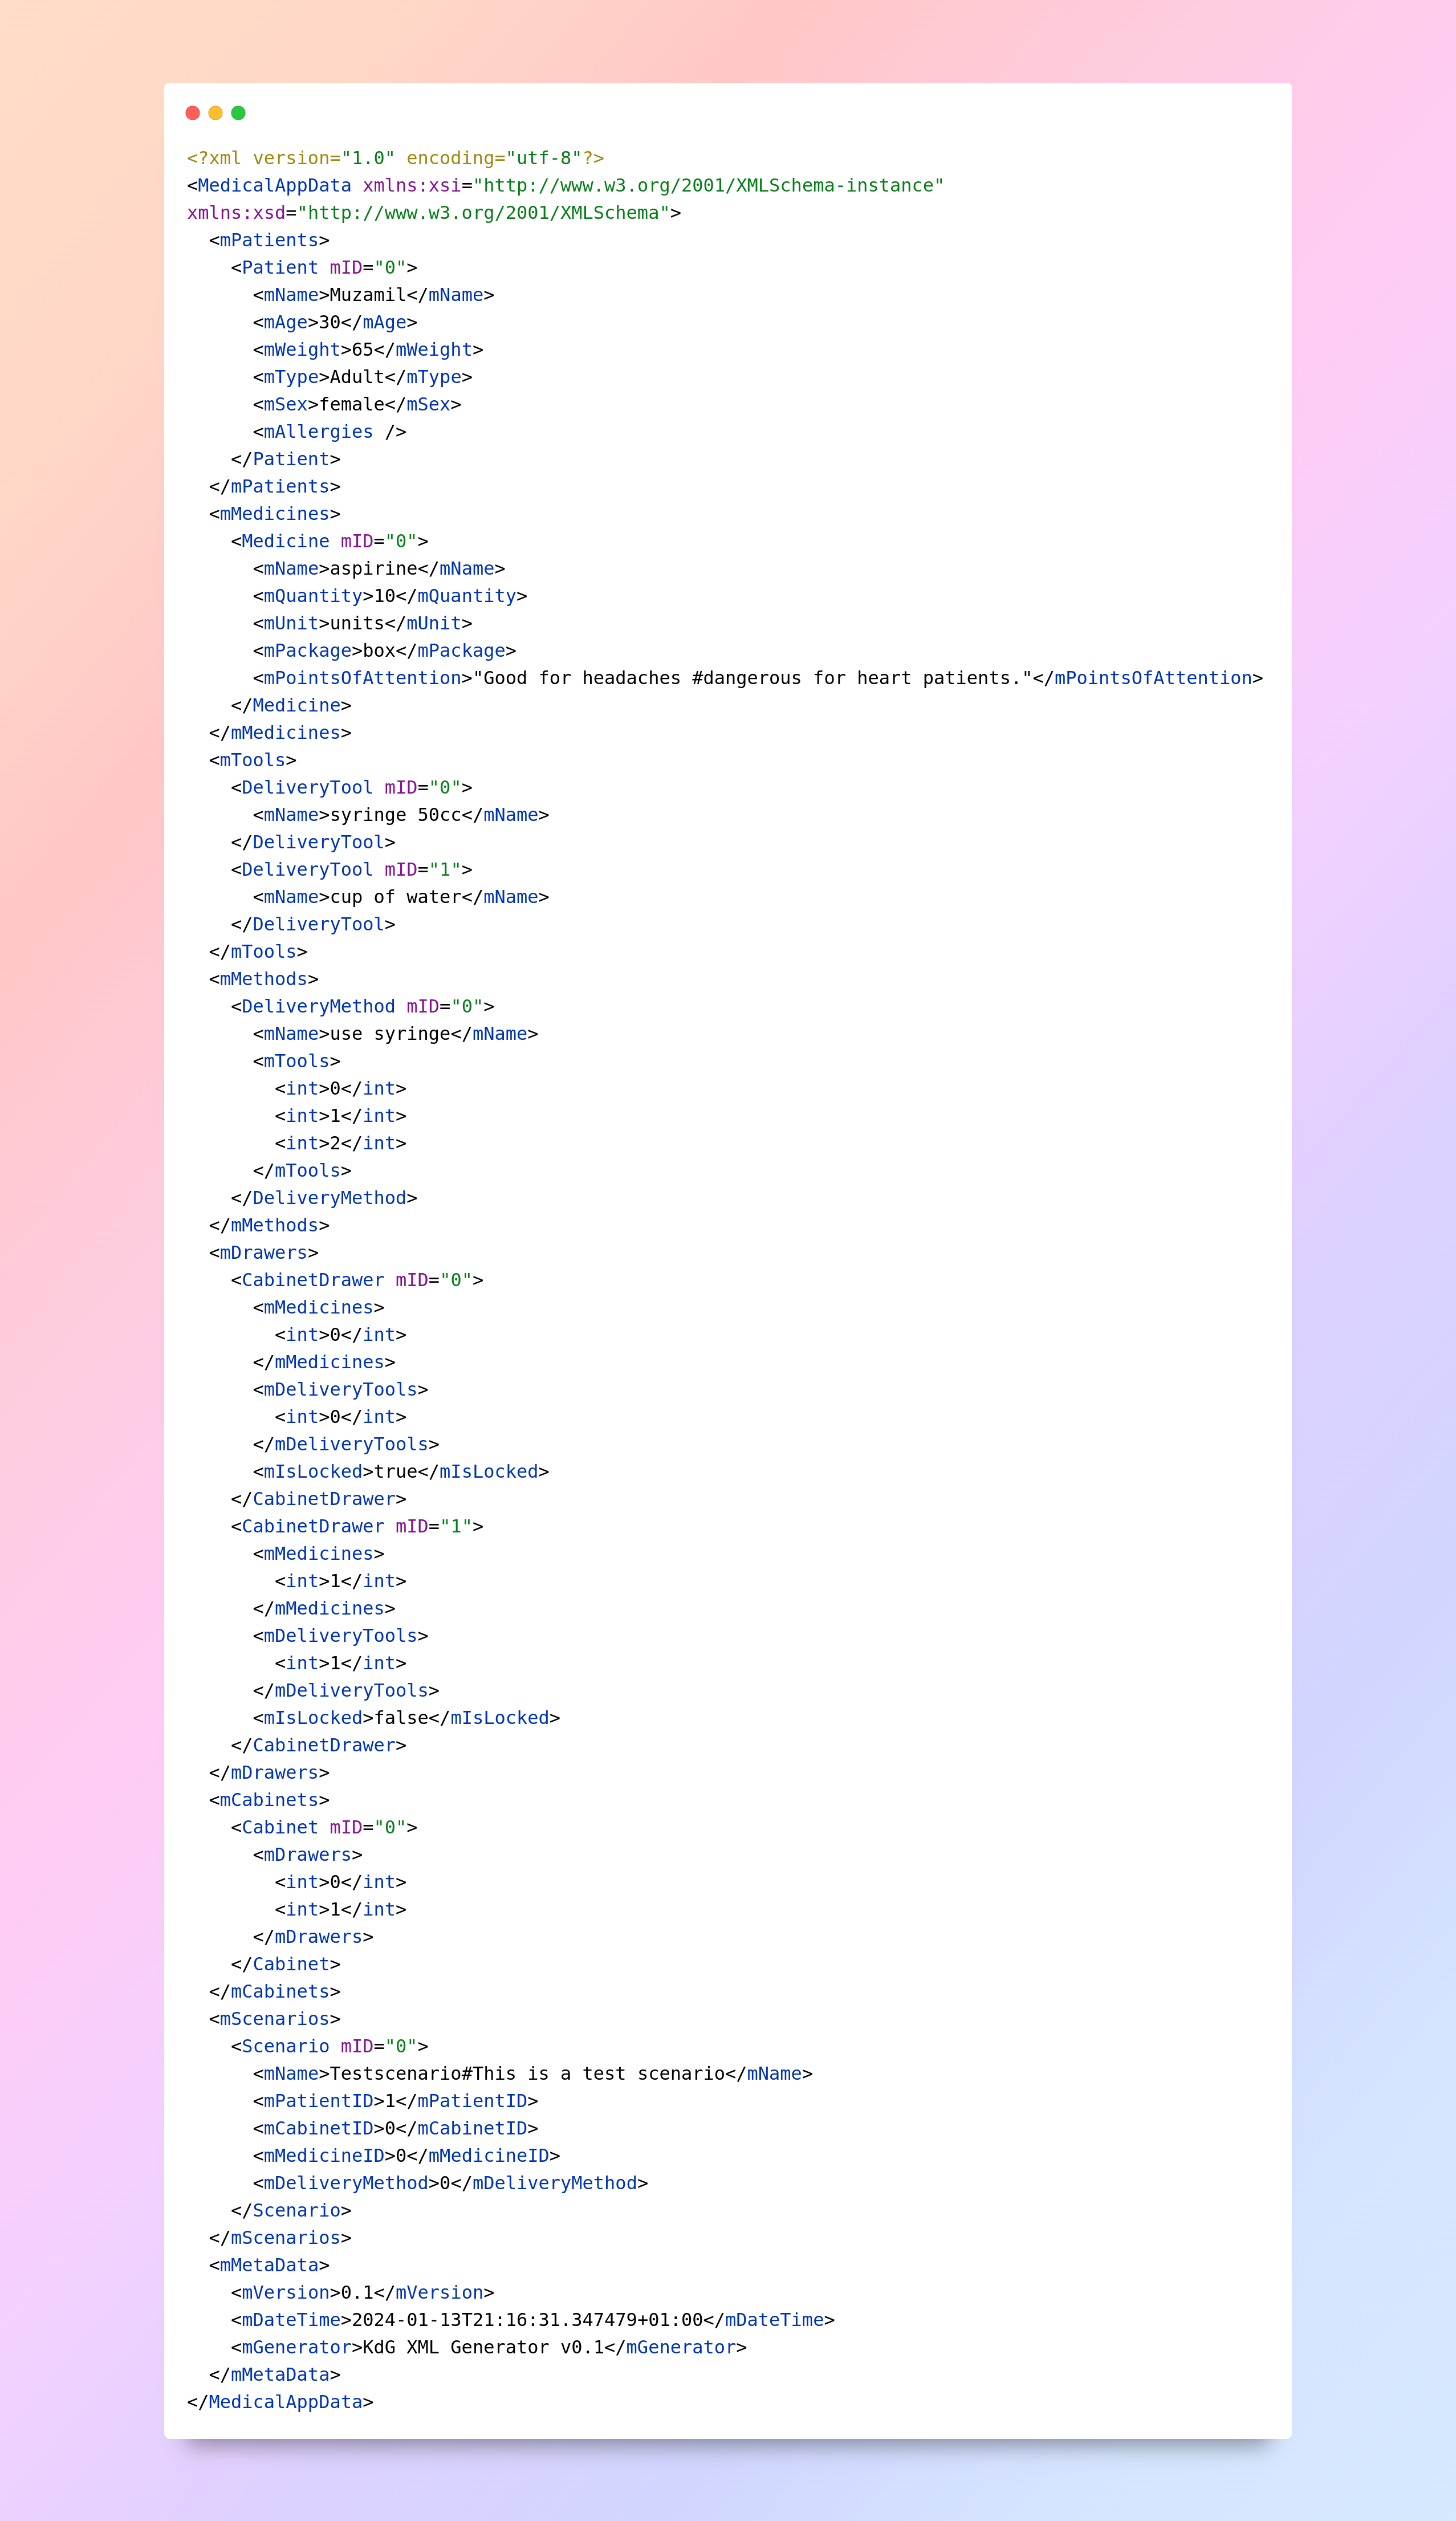 <?xml version="1.0" encoding="utf-8"?>
<MedicalAppData xmlns:xsi="http://www.w3.org/2001/XMLSchema-instance"
xmlns:xsd="http://www.w3.org/2001/XMLSchema">
  <mPatients>
    <Patient mID="0">
      <mName>Muzamil</mName>
      <mAge>30</mAge>
      <mWeight>65</mWeight>
      <mType>Adult</mType>
      <mSex>female</mSex>
      <mAllergies />
    </Patient>
  </mPatients>
  <mMedicines>
    <Medicine mID="0">
      <mName>aspirine</mName>
      <mQuantity>10</mQuantity>
      <mUnit>units</mUnit>
      <mPackage>box</mPackage>
      <mPointsOfAttention>"Good for headaches #dangerous for heart patients."</mPointsOfAttention>
    </Medicine>
  </mMedicines>
  <mTools>
    <DeliveryTool mID="0">
      <mName>syringe 50cc</mName>
    </DeliveryTool>
    <DeliveryTool mID="1">
      <mName>cup of water</mName>
    </DeliveryTool>
  </mTools>
  <mMethods>
    <DeliveryMethod mID="0">
      <mName>use syringe</mName>
      <mTools>
        <int>0</int>
        <int>1</int>
        <int>2</int>
      </mTools>
    </DeliveryMethod>
  </mMethods>
  <mDrawers>
    <CabinetDrawer mID="0">
      <mMedicines>
        <int>0</int>
      </mMedicines>
      <mDeliveryTools>
        <int>0</int>
      </mDeliveryTools>
      <mIsLocked>true</mIsLocked>
    </CabinetDrawer>
    <CabinetDrawer mID="1">
      <mMedicines>
        <int>1</int>
      </mMedicines>
      <mDeliveryTools>
        <int>1</int>
      </mDeliveryTools>
      <mIsLocked>false</mIsLocked>
    </CabinetDrawer>
  </mDrawers>
  <mCabinets>
    <Cabinet mID="0">
      <mDrawers>
        <int>0</int>
        <int>1</int>
      </mDrawers>
    </Cabinet>
  </mCabinets>
  <mScenarios>
    <Scenario mID="0">
      <mName>Testscenario#This is a test scenario</mName>
      <mPatientID>1</mPatientID>
      <mCabinetID>0</mCabinetID>
      <mMedicineID>0</mMedicineID>
      <mDeliveryMethod>0</mDeliveryMethod>
    </Scenario>
  </mScenarios>
  <mMetaData>
    <mVersion>0.1</mVersion>
    <mDateTime>2024-01-13T21:16:31.347479+01:00</mDateTime>
    <mGenerator>KdG XML Generator v0.1</mGenerator>
  </mMetaData>
</MedicalAppData>